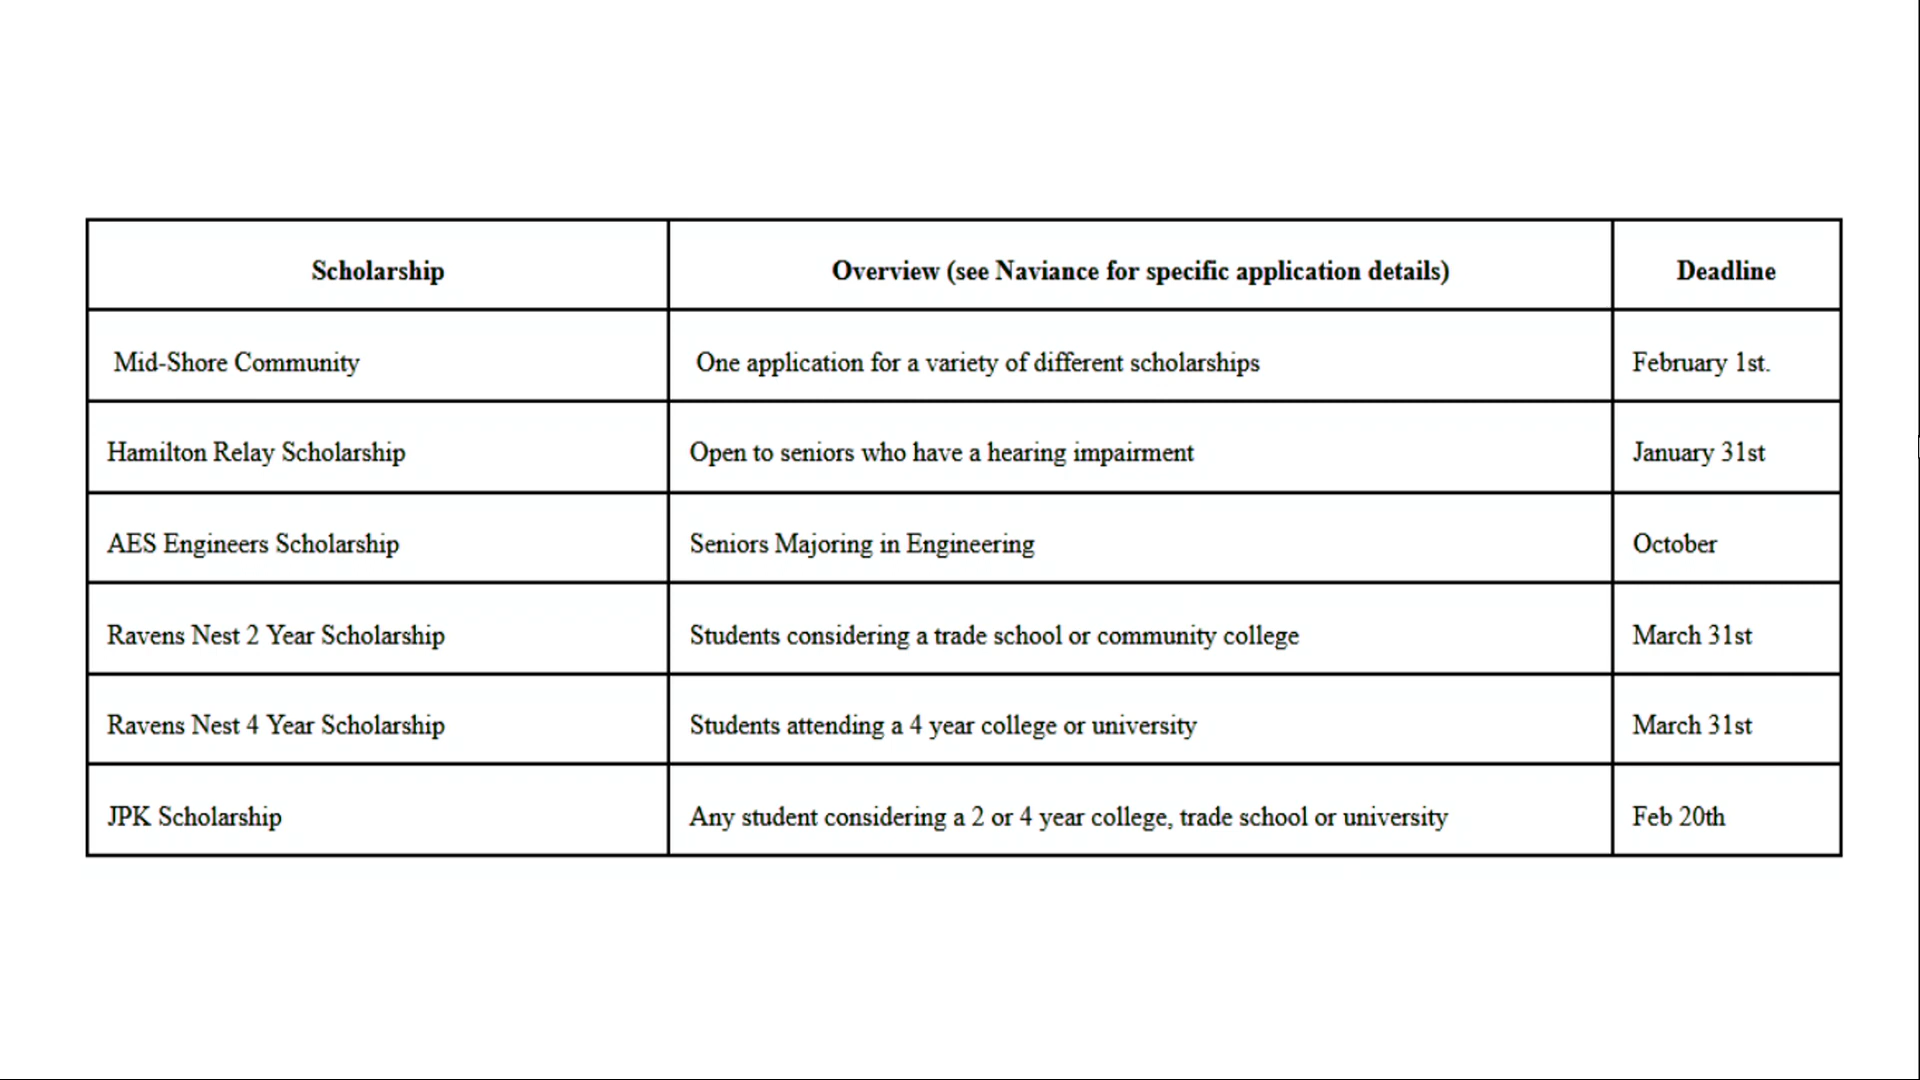 Scholarship Overview (see Naviance for specific application details) Deadline
Mid-Shore Community One application for a variety of different scholarships February 1st.
Hamilton Relay Scholarship Open to seniors who have a hearing impairment January 31st
AES Engineers Scholarship Seniors Majoring in Engineering October
Ravens Nest 2 Year Scholarship Students considering a trade school or community college March 31st
Ravens Nest 4 Year Scholarship Students attending a 4 year college or university March 31st
JPK Scholarship Any student considering a 2 or 4 year college, trade school or university Feb 20th